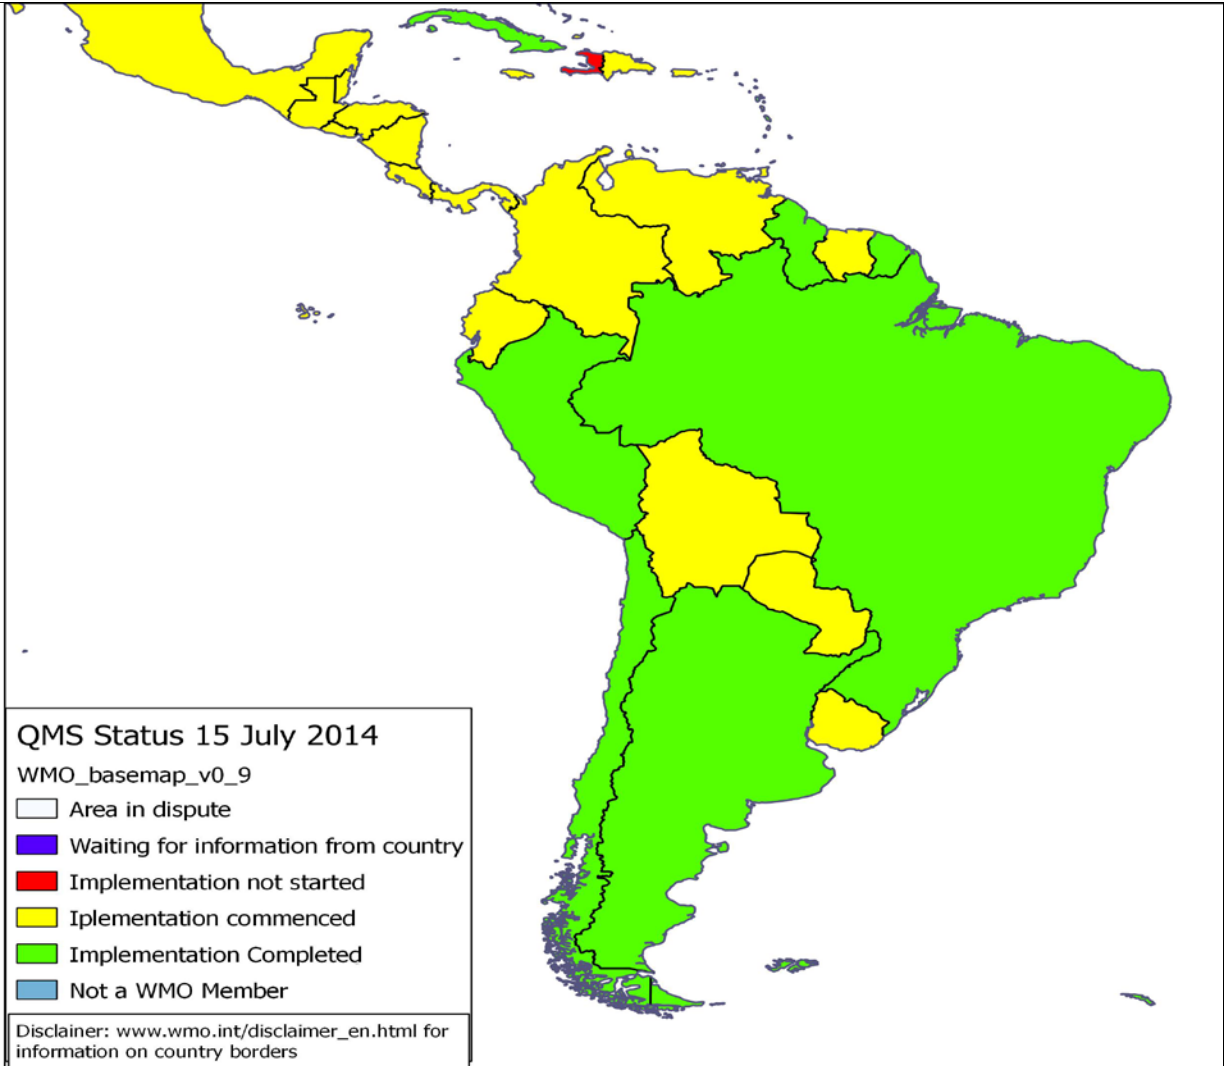 QMS Status 15 July 2014
WMO_basemap_v0_9
Area in dispute
Waiting for information from country
Implementation not started
Iplementation commenced
Implementation Completed
Not a WMO Member
Disclainer: www.wmo.int/disclaimer_en.html for
information on country borders